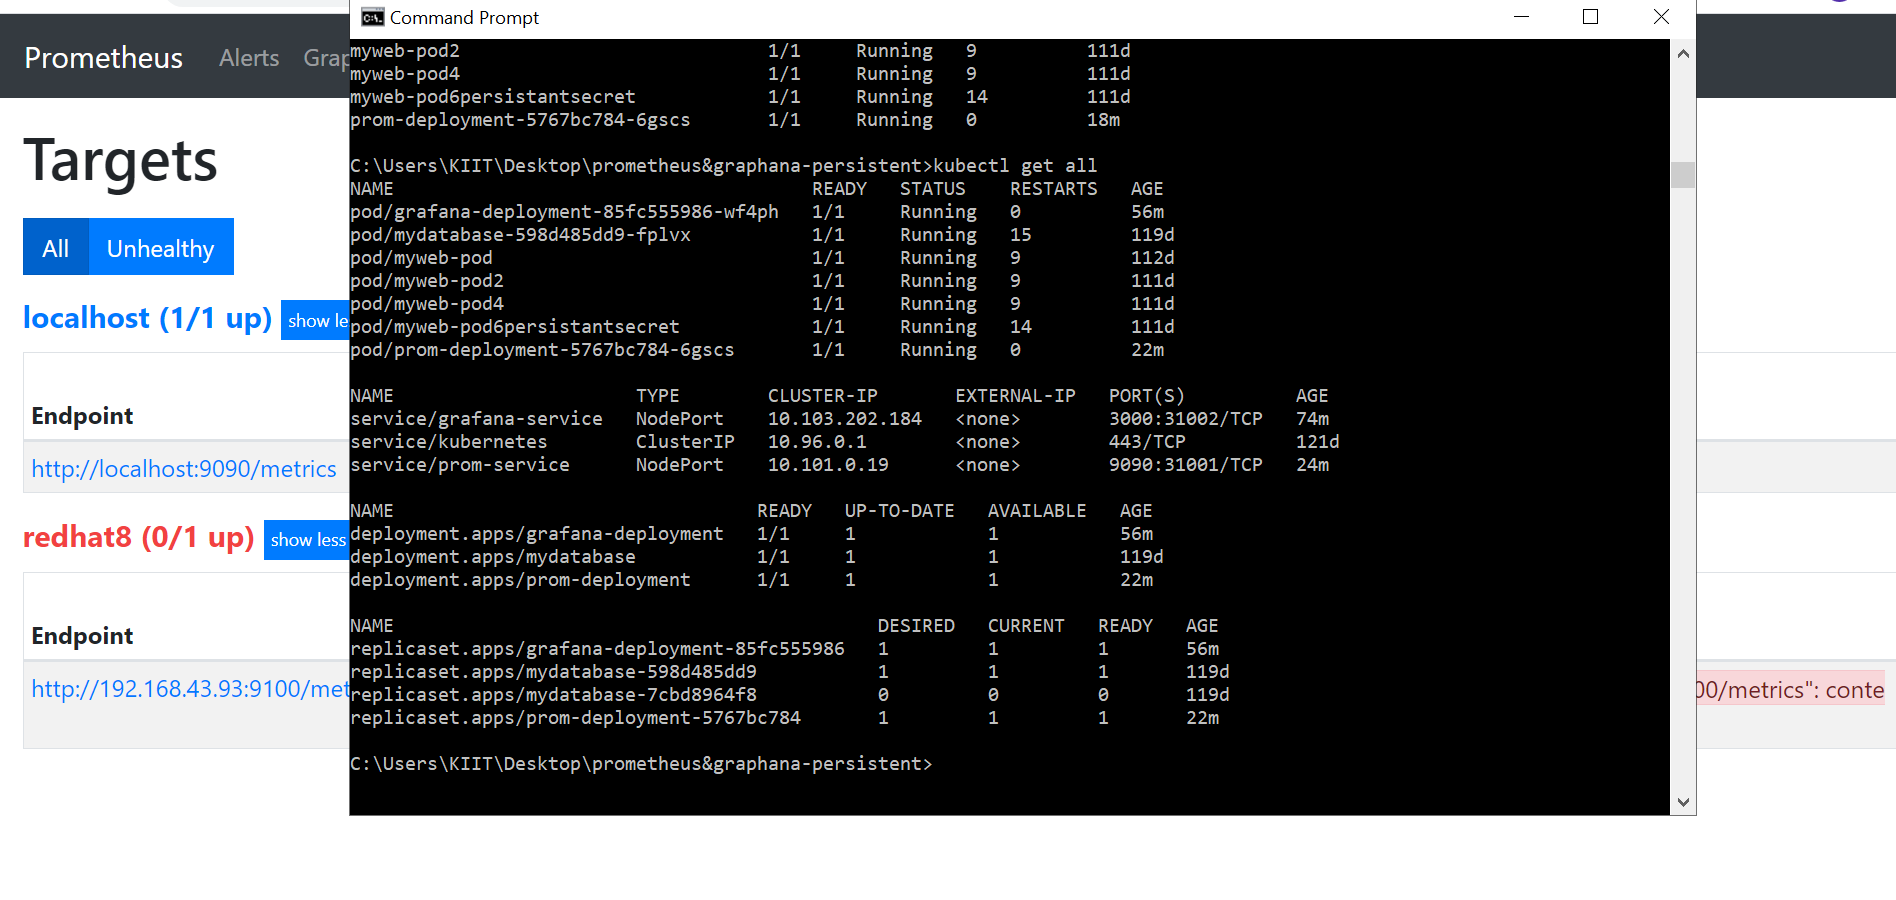 Prometheus Alerts
Targets
All Unhealthy
localhost (1/1 up) show
Endpoint
http://localhost:9090/metrics
redhat8 (0/1 up) show less
Endpoint
http://192.168.43.93:9100/met
00/metrics": conte
Command Prompt
myweb-pod2 1/1 Running 9 111d
myweb-pod4 1/1 Running 9 111d
myweb-pod6persistantsecret 1/1 Running 14 111d
prom-deployment-5767bc784-6gscs 1/1 Running 0 18m
C:\Users\KIIT\Desktop\prometheus&graphana-persistent>kubectl get all
NAME READY STATUS RESTARTS AGE
pod/grafana-deployment-85fc555986-wf4ph 1/1 Running 0 56m
pod/mydatabase-598d485dd9-fplvx 1/1 Running 15 119d
pod/myweb-pod 1/1 Running 9 112d
pod/myweb-pod2 1/1 Running 9 111d
pod/myweb-pod4 1/1 Running 9 111d
pod/myweb-pod6persistantsecret 1/1 Running 14 111d
pod/prom-deployment-5767bc784-6gscs 1/1 Running 0 22m
NAME TYPE CLUSTER-IP EXTERNAL-IP PORT(S) AGE
service/grafana-service NodePort 10.103.202.184 <none> 3000:31002/TCP 74m
service/kubernetes ClusterIP 10.96.0.1 <none> 443/TCP 121d
service/prom-service NodePort 10.101.0.19 <none> 9090:31001/TCP 24m
NAME READY UP-TO-DATE AVAILABLE AGE
deployment.apps/grafana-deployment 1/1 1 1 56m
deployment.apps/mydatabase 1/1 1 1 119d
deployment.apps/prom-deployment 1/1 1 1 22m
NAME DESIRED CURRENT READY AGE
replicaset.apps/grafana-deployment-85fc555986 1 1 1 56m
replicaset.apps/mydatabase-598d485dd9 1 1 1 119d
replicaset.apps/mydatabase-7cbd8964f8 0 0 0 119d
replicaset.apps/prom-deployment-5767bc784 1 1 1 22m
C:\Users\KIIT\Desktop\prometheus&graphana-persistent>